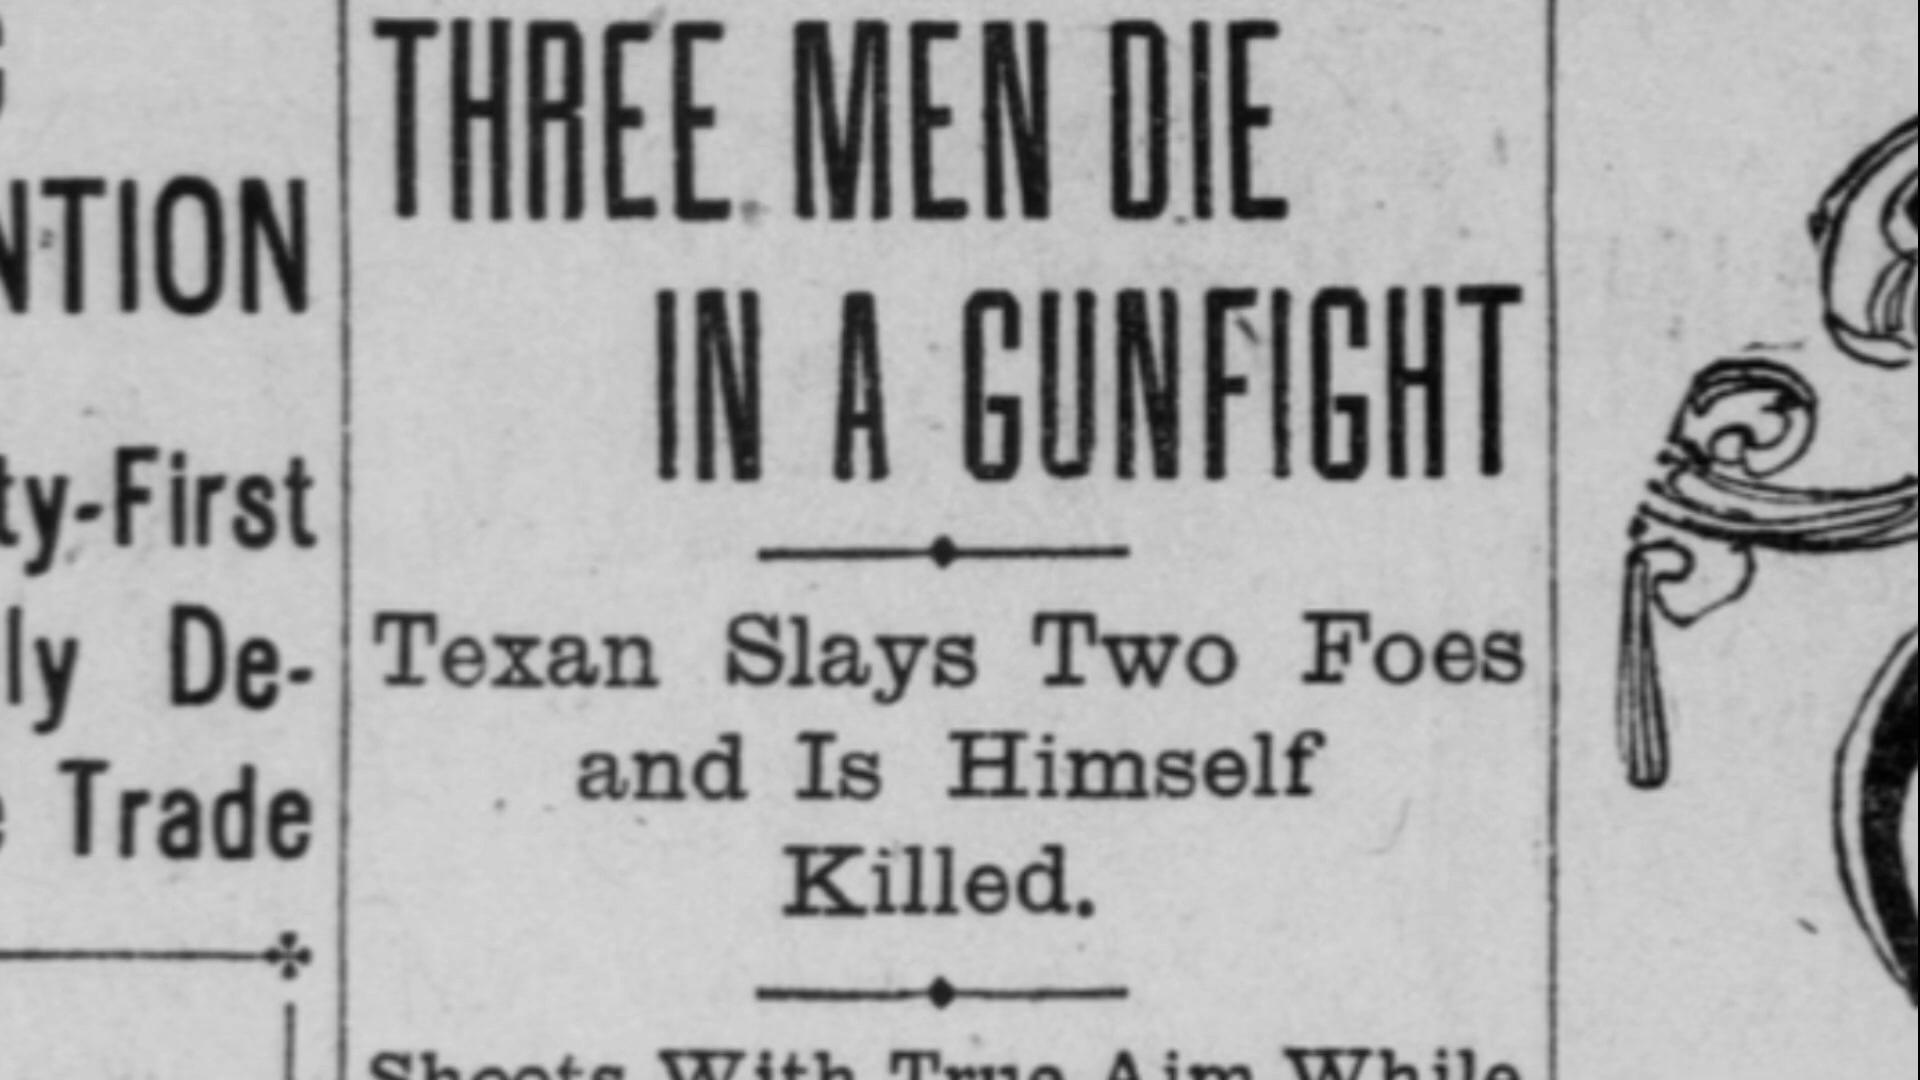 NTION
ty-First
ly De-
Trade
THREE MEN DIE
IN A GUNFIGHT
Texan Slays Two Foes
and Is Himself
Killed.
Shoots With True Aim While